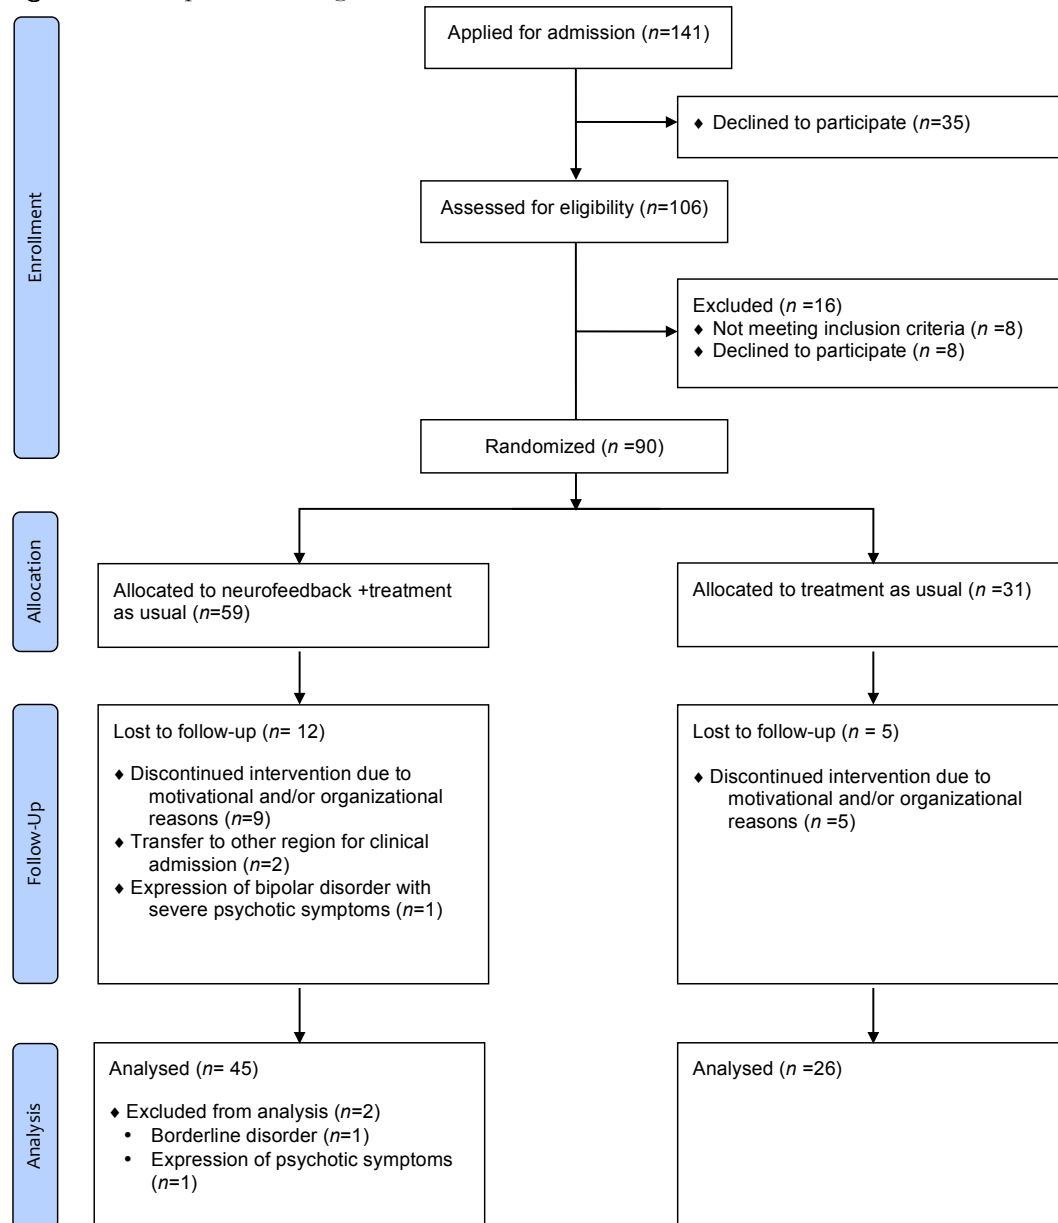 Applied for admission (n=141)
♦ Declined to participate (n=35)
Assessed for eligibility (n=106)
Excluded (n =16)
♦ Not meeting inclusion criteria (n =8)
♦ Declined to participate (n =8)
Randomized (n =90)
Enrollment
Allocation
Allocated to neurofeedback +treatment
as usual (n=59)
Allocated to treatment as usual (n =31)
Follow-Up
Lost to follow-up (n= 12)
♦ Discontinued intervention due to
motivational and/or organizational
reasons (n=9)
♦ Transfer to other region for clinical
admission (n=2)
♦ Expression of bipolar disorder with
severe psychotic symptoms (n=1)
Lost to follow-up (n = 5)
♦ Discontinued intervention due to
motivational and/or organizational
reasons (n =5)
Analysis
Analysed (n= 45)
♦ Excluded from analysis (n=2)
• Borderline disorder (n=1)
• Expression of psychotic symptoms
(n=1)
Analysed (n =26)